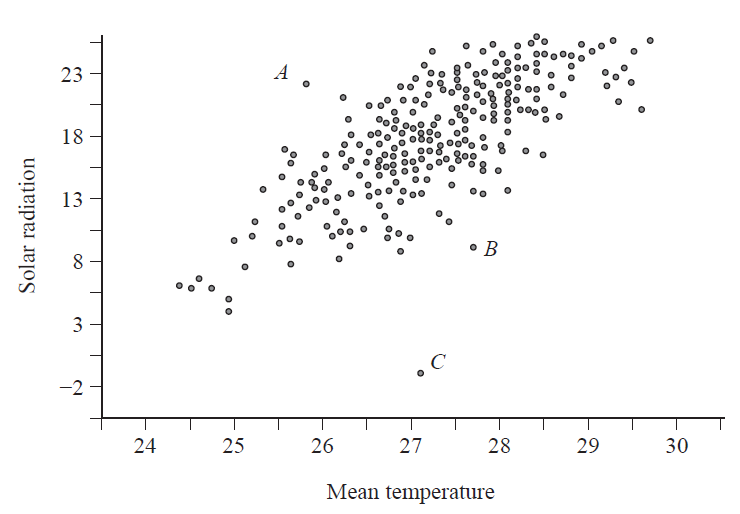 A
23
18
13
8
3
−2
B
C
Solar radiation
24 25 26 27 28 29 30
Mean temperature